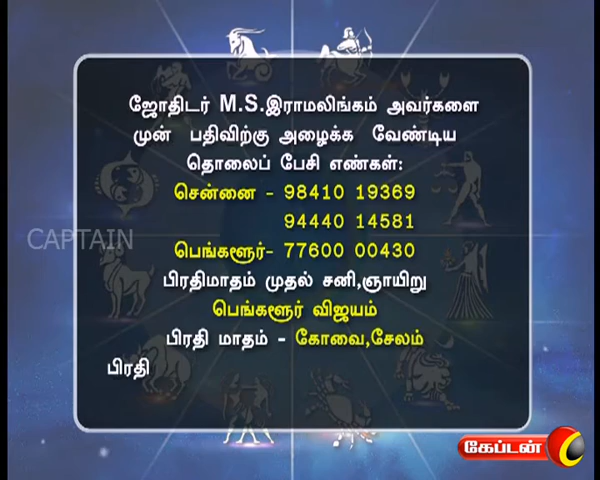 ஜோதிடர் M.S.இராமலிங்கம் அவர்களை
முன் பதிவிற்கு அழைக்க வேண்டிய
தொலைப் பேசி எண்கள்:
சென்னை - 98410 19369
94440 14581
CAPTAIN
பெங்களூர்- 77600 00430
பிரதிமாதம் முதல் சனி,ஞாயிறு
பெங்களூர் விஜயம்
பிரதி மாதம் - கோவை,சேலம்
பிரதி
கேப்டன்